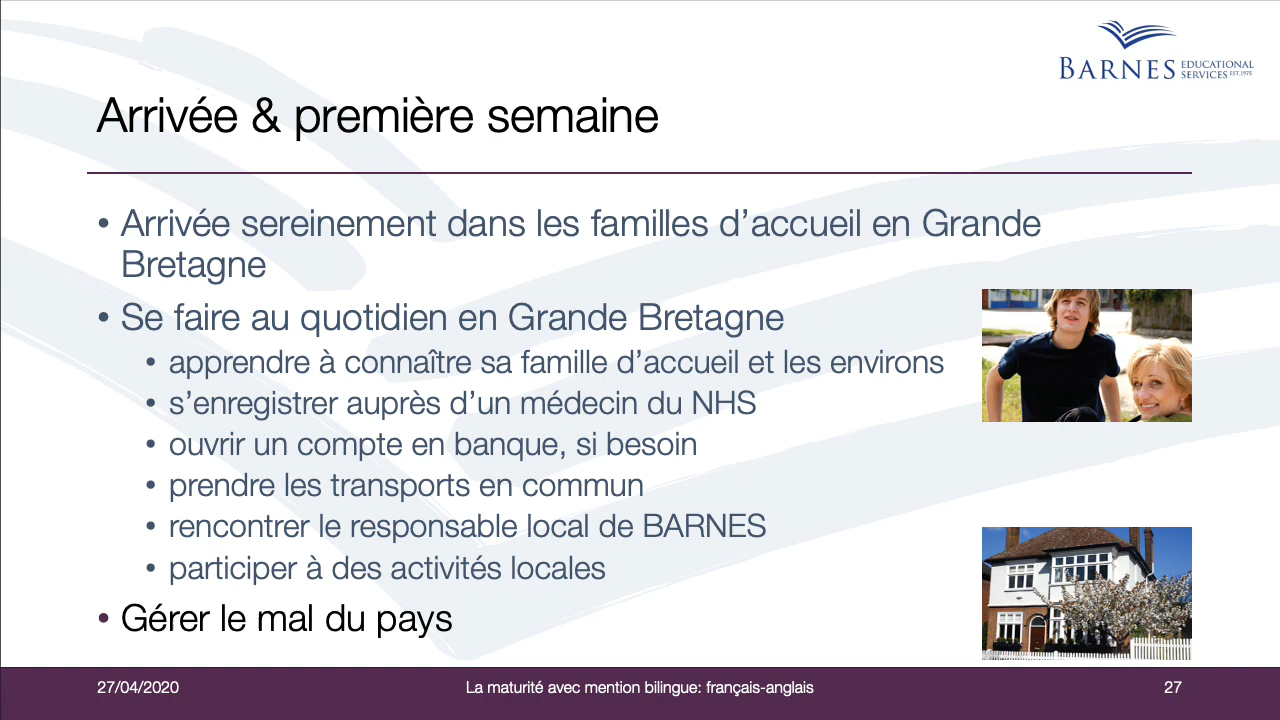 BARNES EDUCATIONAL
SERVICES EST. 1975
Arrivée & première semaine
• Arrivée sereinement dans les familles d’accueil en Grande
Bretagne
• Se faire au quotidien en Grande Bretagne
• apprendre à connaître sa famille d’accueil et les environs
• s’enregistrer auprès d’un médecin du NHS
• ouvrir un compte en banque, si besoin
• prendre les transports en commun
• rencontrer le responsable local de BARNES
• participer à des activités locales
• Gérer le mal du pays
27/04/2020
La maturité avec mention bilingue: français-anglais
27